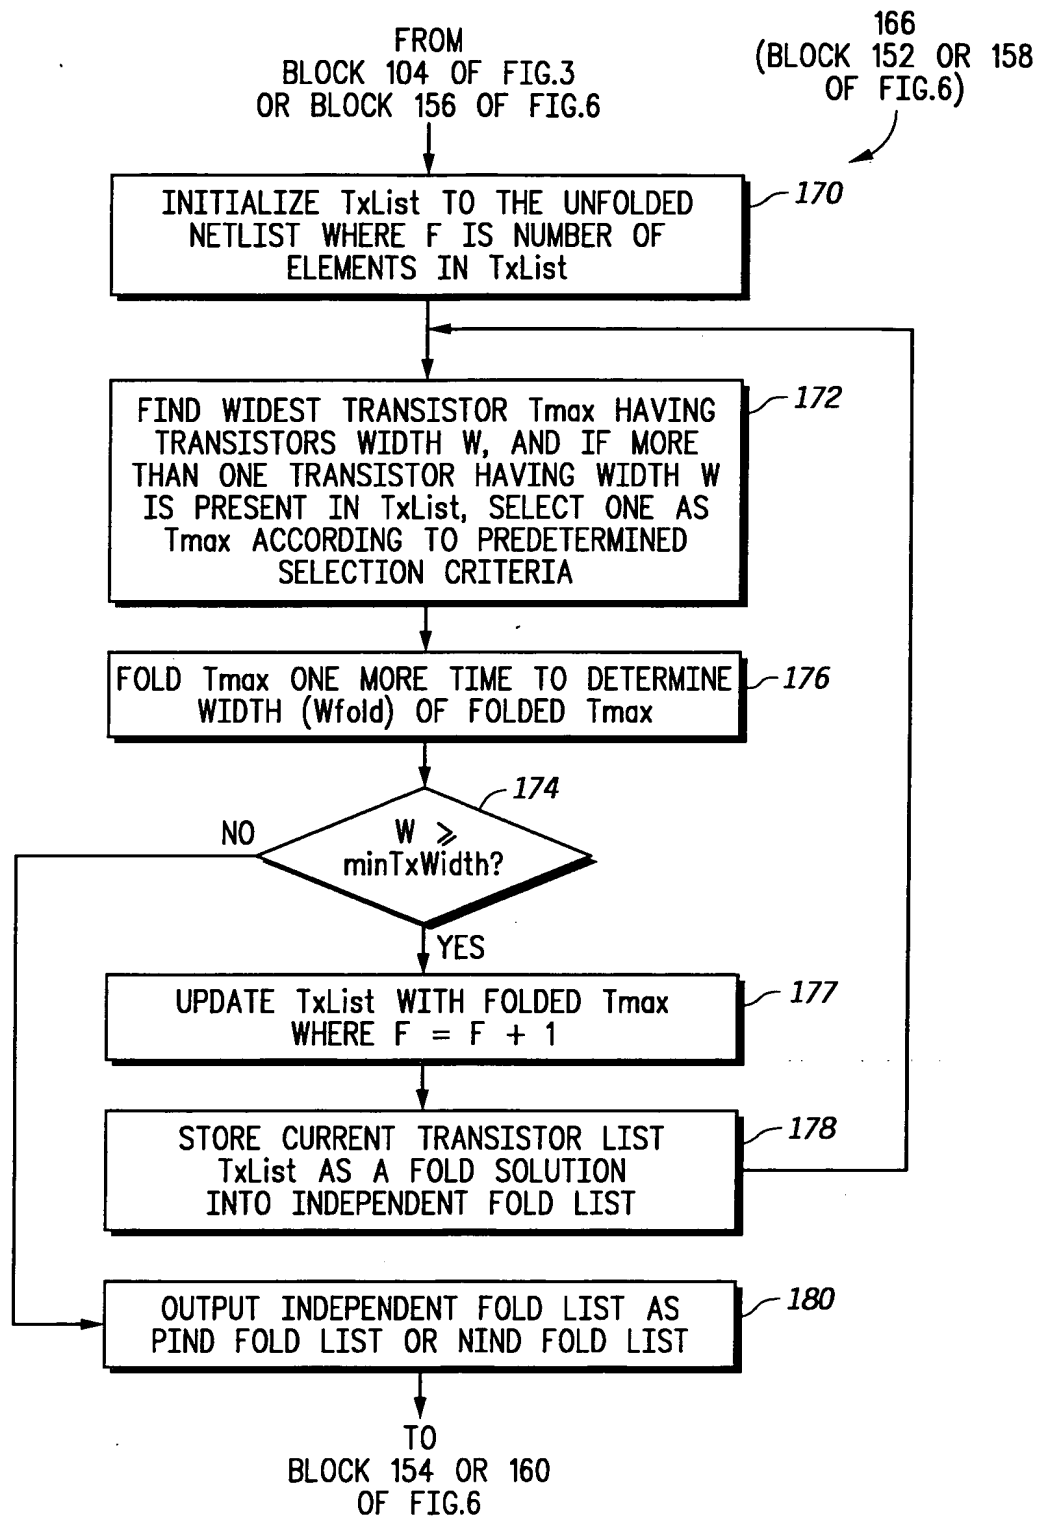 FROM
BLOCK 104 OF FIG.3
OR BLOCK 156 OF FIG.6
166
(BLOCK 152 OR 158
OF FIG.6)
INITIALIZE TxList TO THE UNFOLDED
NETLIST WHERE F IS NUMBER OF
ELEMENTS IN TxList
170
FIND WIDEST TRANSISTOR Tmax HAVING
TRANSISTORS WIDTH W, AND IF MORE
THAN ONE TRANSISTOR HAVING WIDTH W
IS PRESENT IN TxList, SELECT ONE AS
Tmax ACCORDING TO PREDETERMINED
SELECTION CRITERIA
172
FOLD Tmax ONE MORE TIME TO DETERMINE
WIDTH (Wfold) OF FOLDED Tmax
176
174
NO
W ⩾
minTxWidth?
YES
UPDATE TxList WITH FOLDED Tmax
WHERE F = F + 1
177
STORE CURRENT TRANSISTOR LIST
TxList AS A FOLD SOLUTION
INTO INDEPENDENT FOLD LIST
178
OUTPUT INDEPENDENT FOLD LIST AS
PIND FOLD LIST OR NIND FOLD LIST
180
TO
BLOCK 154 OR 160
OF FIG.6